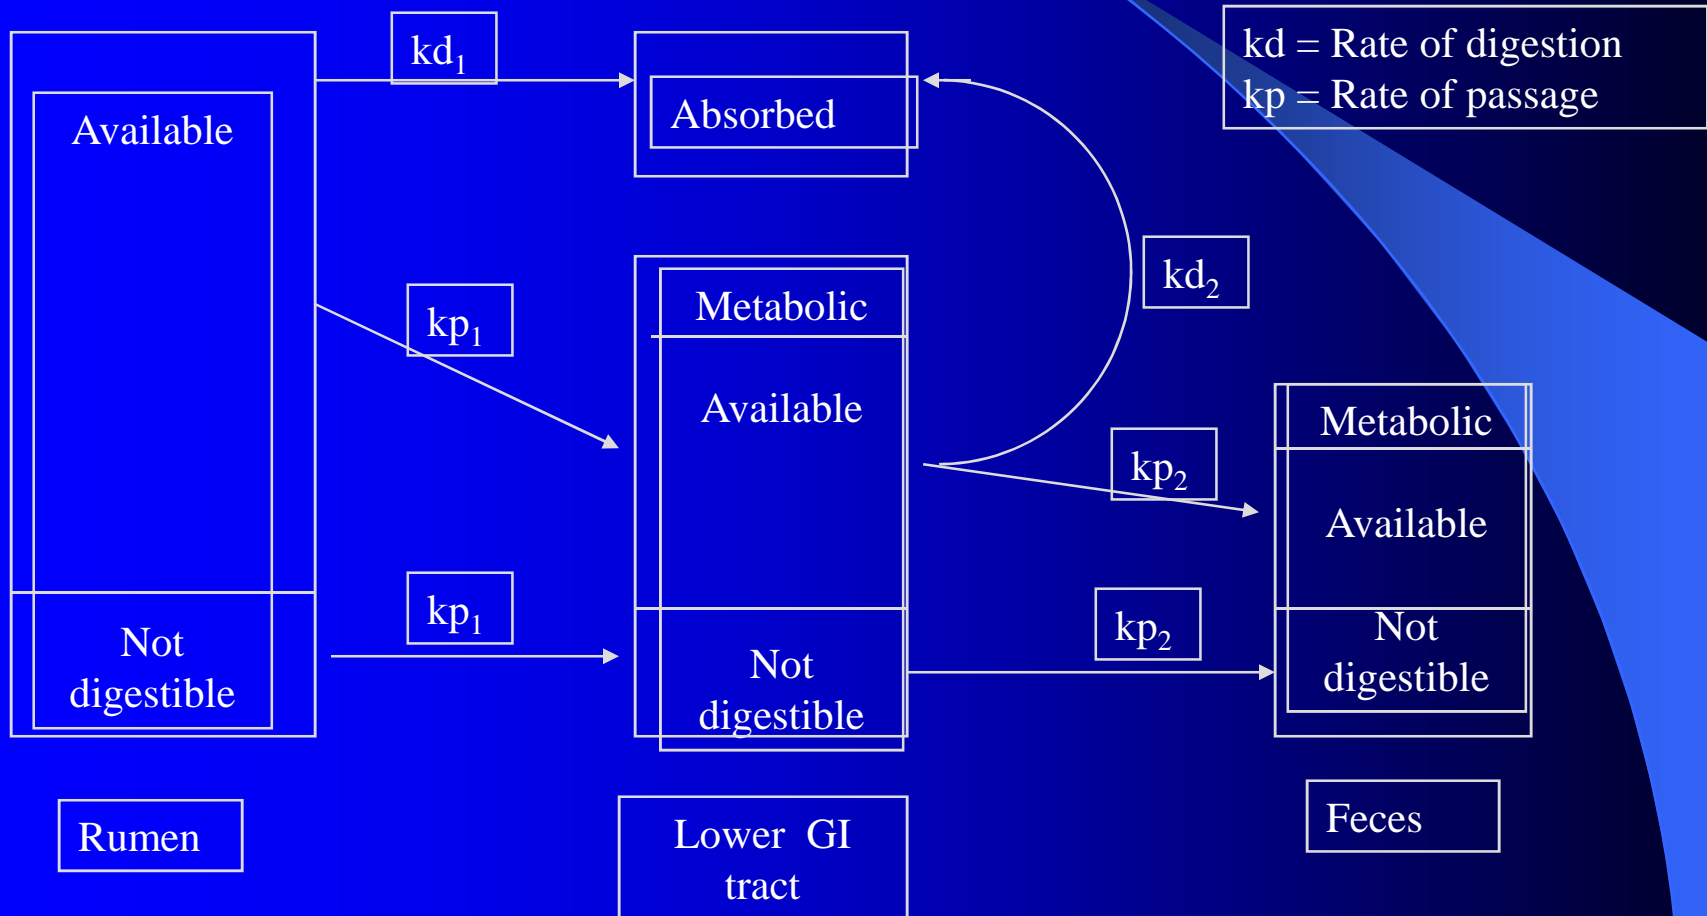 kd₁
kd = Rate of digestion
kp = Rate of passage
Available
Absorbed
kd₂
kp₁
Metabolic
Available
Metabolic
kp₂
Available
kp₁
Not
digestible
kp₂
Not
digestible
Not
digestible
Rumen
Lower GI
tract
Feces